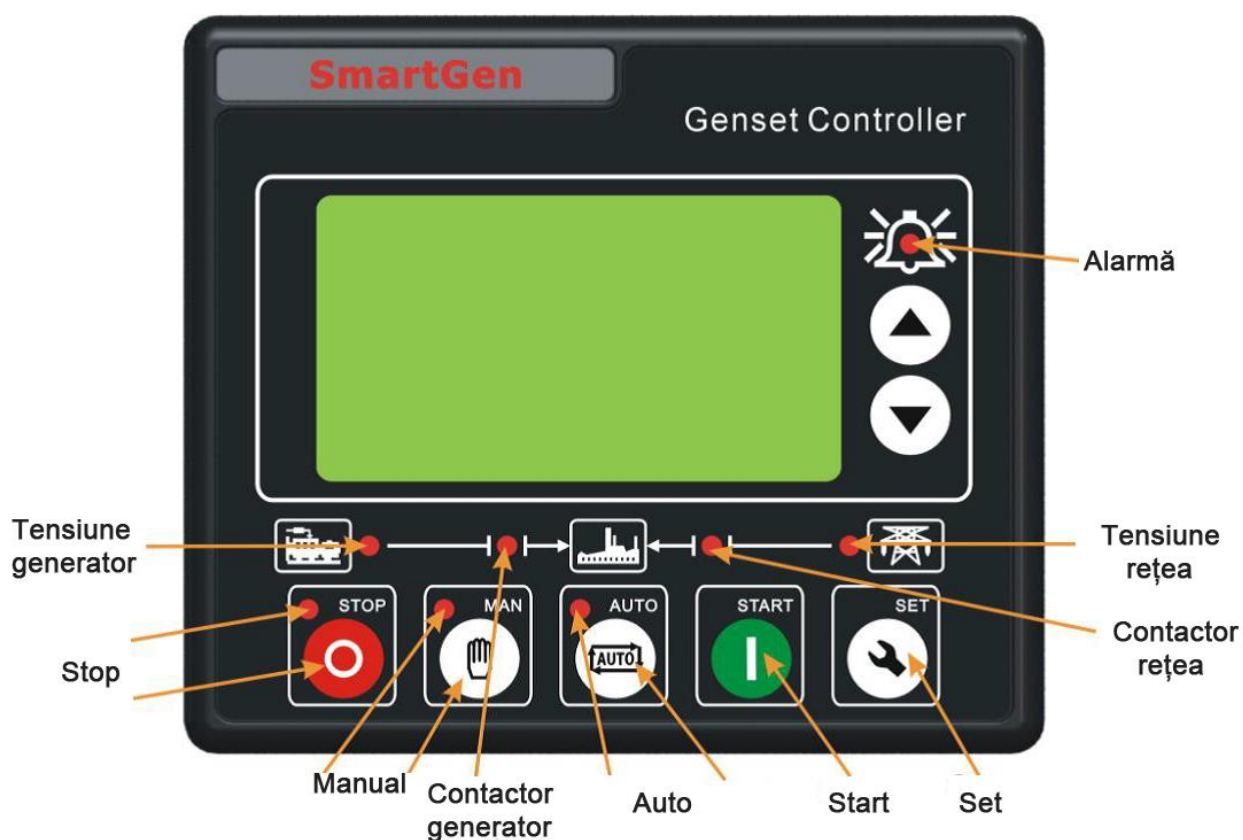 SmartGen
Genset Controller
Alarmă
Tensiune
generator
Tensiune
rețea
STOP
MAN
AUTO
START
SET
AUTO
Contactor
rețea
Stop
Manual
Contactor
generator
Auto
Start
Set